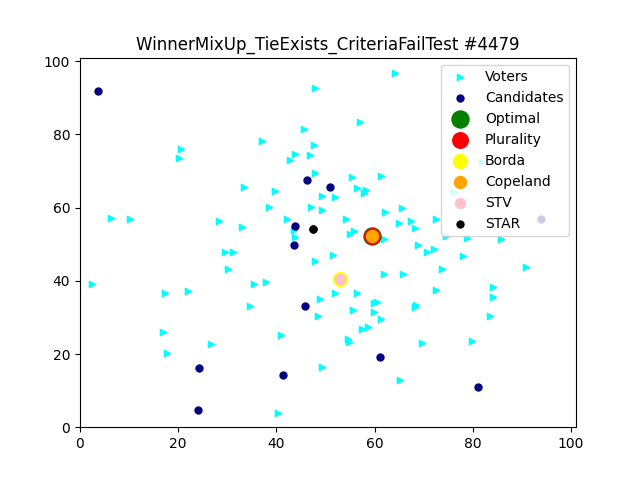 WinnerMixUp_TieExists_CriteriaFailTest #4479
100
80
60
40
20
0
0 20 40 60 80 100
Voters
Candidates
Optimal
Plurality
Borda
Copeland
STV
STAR